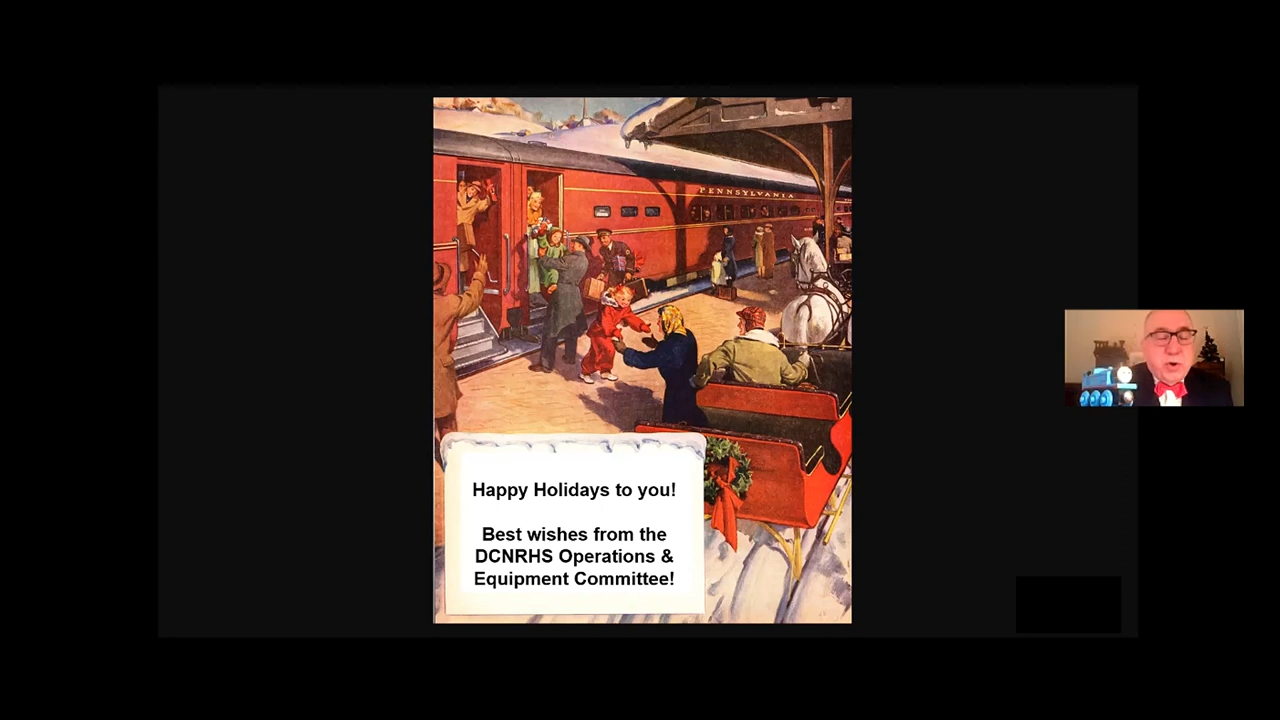 PENNSYLVANIA
Happy Holidays to you!
Best wishes from the
DCNRHS Operations &
Equipment Committee!